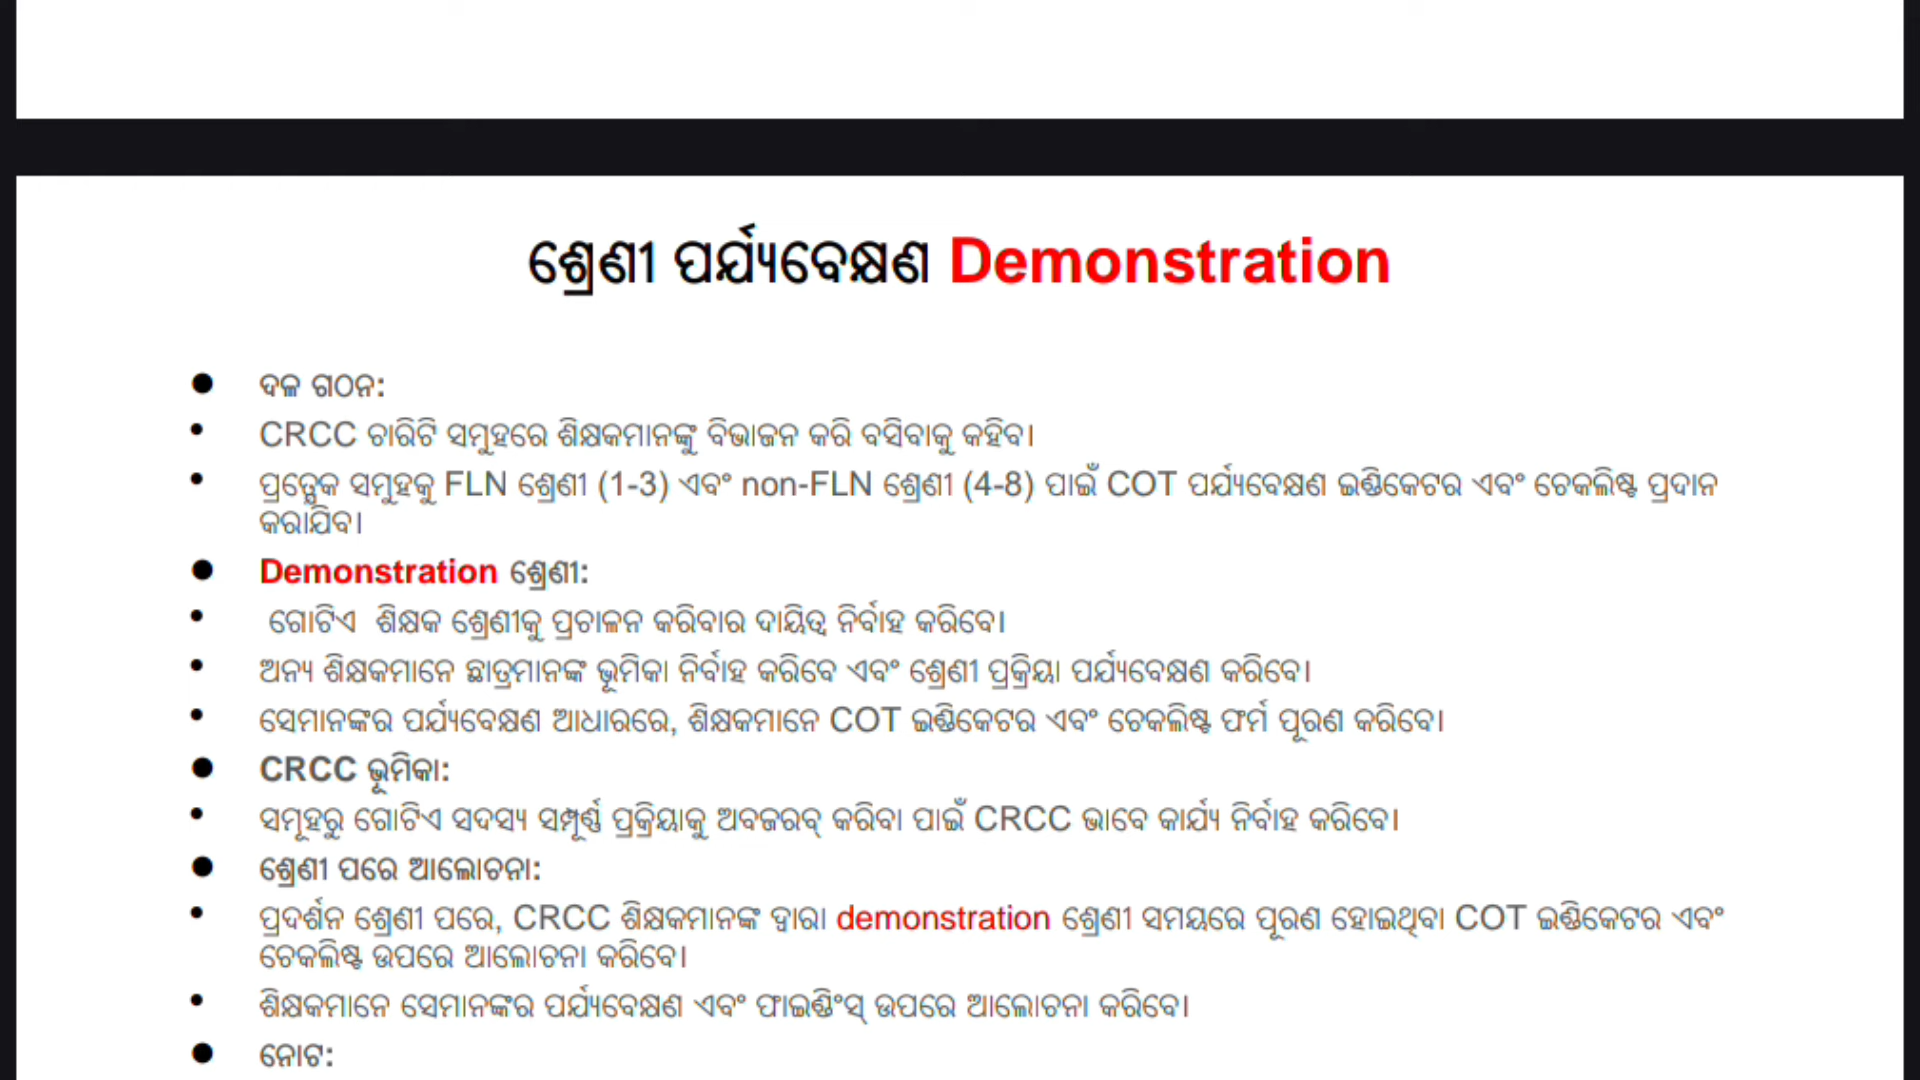 ଶ୍ରେଣୀ ପର୍ଯ୍ୟବେକ୍ଷଣ Demonstration
● ଦଳ ଗଠନ:
• CRCC ଚାରିଟି ସମୁହରେ ଶିକ୍ଷକମାନଙ୍କୁ ବିଭାଜନ କରି ବସିବାକୁ କହିବ।
• ପ୍ରତ୍ଯେକ ସମୁହକୁ FLN ଶ୍ରେଣୀ (1-3) ଏବଂ non-FLN ଶ୍ରେଣୀ (4-8) ପାଇଁ COT ପର୍ଯ୍ୟବେକ୍ଷଣ ଇଣ୍ଡିକେଟର ଏବଂ ଚେକଲିଷ୍ଟ ପ୍ରଦାନ
କରାଯିବ।
● Demonstration ଶ୍ରେଣୀ:
• ଗୋଟିଏ ଶିକ୍ଷକ ଶ୍ରେଣୀକୁ ପ୍ରଚାଳନ କରିବାର ଦାୟିତ୍ୱ ନିର୍ବାହ କରିବେ।
• ଅନ୍ୟ ଶିକ୍ଷକମାନେ ଛାତ୍ରମାନଙ୍କ ଭୂମିକା ନିର୍ବାହ କରିବେ ଏବଂ ଶ୍ରେଣୀ ପ୍ରକ୍ରିୟା ପର୍ଯ୍ୟବେକ୍ଷଣ କରିବେ।
• ସେମାନଙ୍କର ପର୍ଯ୍ୟବେକ୍ଷଣ ଆଧାରରେ, ଶିକ୍ଷକମାନେ COT ଇଣ୍ଡିକେଟର ଏବଂ ଚେକଲିଷ୍ଟ ଫର୍ମ ପୂରଣ କରିବେ।
● CRCC ଭୂମିକା:
• ସମୂହରୁ ଗୋଟିଏ ସଦସ୍ୟ ସମ୍ପୂର୍ଣ୍ଣ ପ୍ରକ୍ରିୟାକୁ ଅବଜରବ୍ କରିବା ପାଇଁ CRCC ଭାବେ କାର୍ଯ୍ୟ ନିର୍ବାହ କରିବେ।
● ଶ୍ରେଣୀ ପରେ ଆଲୋଚନା:
• ପ୍ରଦର୍ଶନ ଶ୍ରେଣୀ ପରେ, CRCC ଶିକ୍ଷକମାନଙ୍କ ଦ୍ୱାରା demonstration ଶ୍ରେଣୀ ସମୟରେ ପୂରଣ ହୋଇଥିବା COT ଇଣ୍ଡିକେଟର ଏବଂ
ଚେକଲିଷ୍ଟ ଉପରେ ଆଲୋଚନା କରିବେ।
• ଶିକ୍ଷକମାନେ ସେମାନଙ୍କର ପର୍ଯ୍ୟବେକ୍ଷଣ ଏବଂ ଫାଇଣ୍ଡିଂସ୍ ଉପରେ ଆଲୋଚନା କରିବେ।
● ନୋଟ: